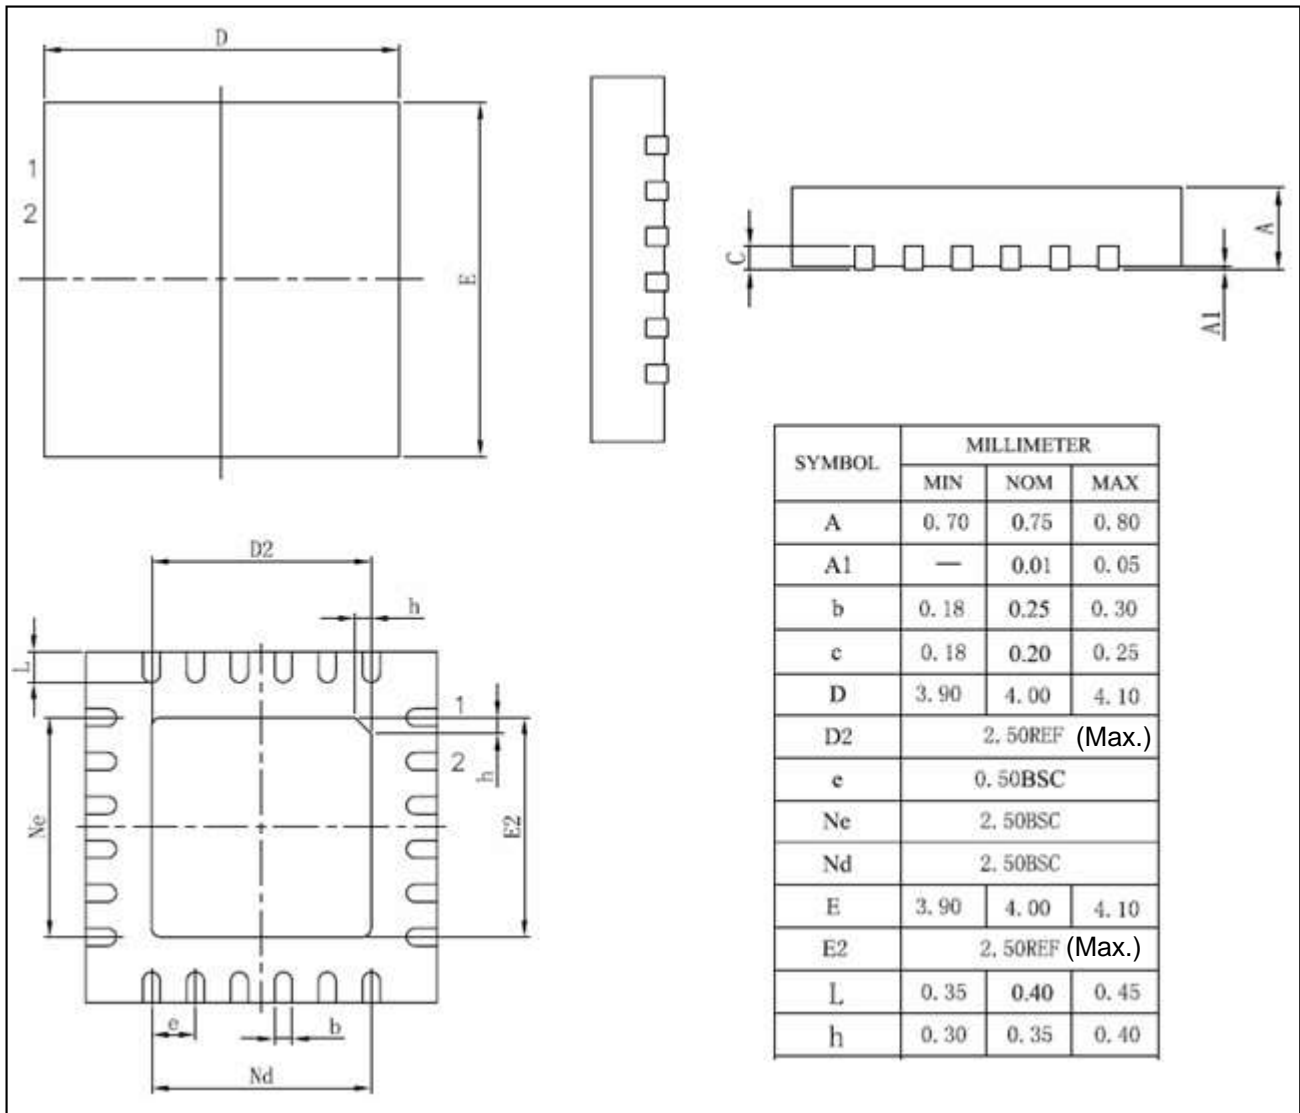 D
1
2
E
C
A
A1
D2
h
L
1
2
h
Ne
E2
e
b
Nd
SYMBOL MILLIMETER
MIN NOM MAX
A 0.70 0.75 0.80
A1 — 0.01 0.05
b 0.18 0.25 0.30
c 0.18 0.20 0.25
D 3.90 4.00 4.10
D2 2.50REF (Max.)
e 0.50BSC
Ne 2.50BSC
Nd 2.50BSC
E 3.90 4.00 4.10
E2 2.50REF (Max.)
L 0.35 0.40 0.45
h 0.30 0.35 0.40